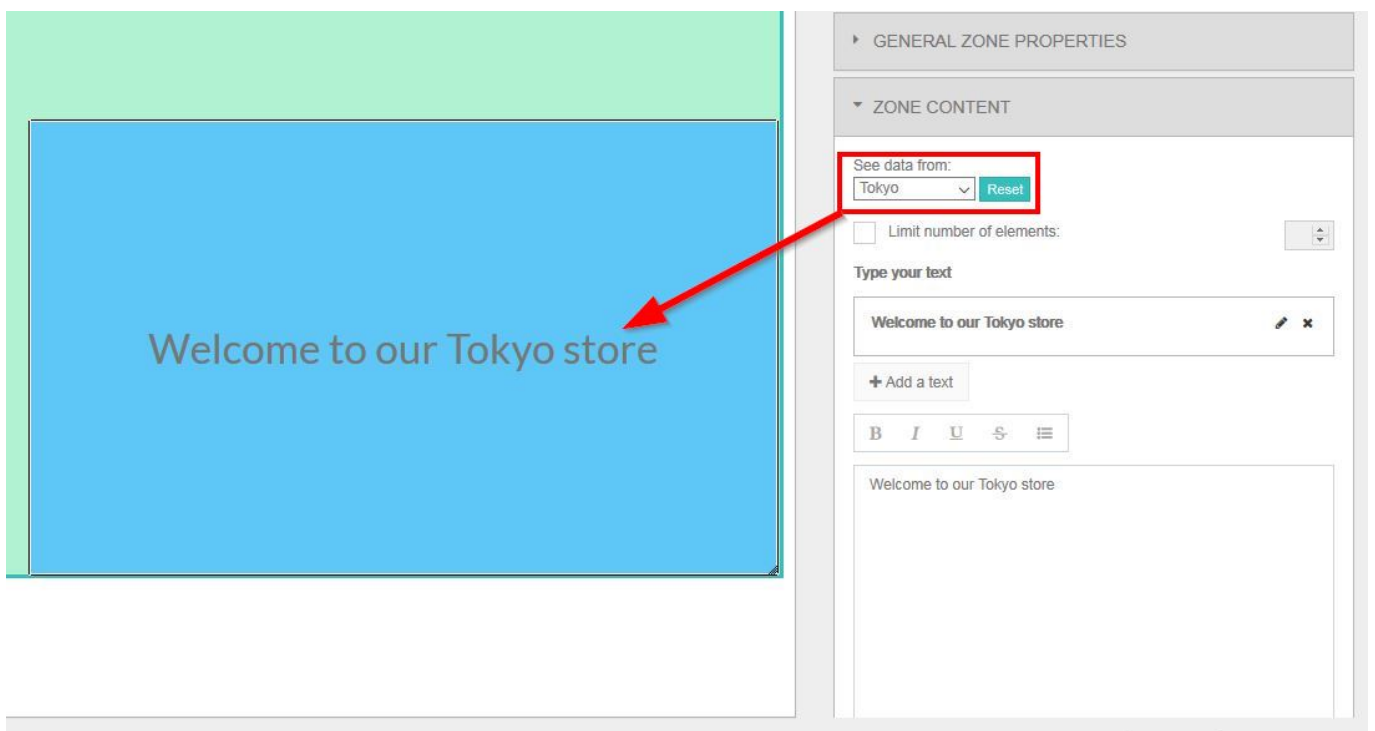 GENERAL ZONE PROPERTIES
ZONE CONTENT
See data from:
Tokyo Reset
Limit number of elements:
Type your text
Welcome to our Tokyo store
Welcome to our Tokyo store
+ Add a text
B I U S
Welcome to our Tokyo store